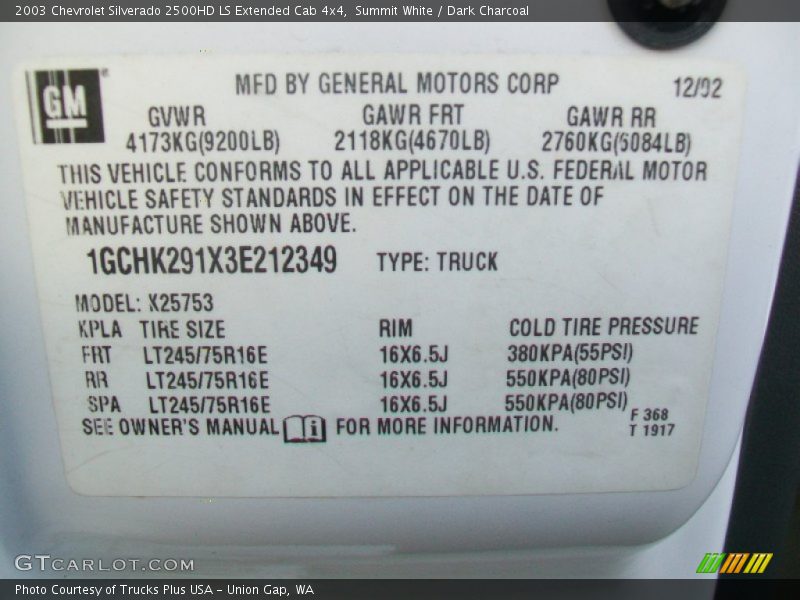 2003 Chevrolet Silverado 2500HD LS Extended Cab 4x4, Summit White / Dark Charcoal
GM
MFD BY GENERAL MOTORS CORP 12/02
GVWR GAWR FRT GAWR RR
4173KG(9200LB) 2118KG(4670LB) 2760KG(6084LB)
THIS VEHICLE CONFORMS TO ALL APPLICABLE U.S. FEDERAL MOTOR
VEHICLE SAFETY STANDARDS IN EFFECT ON THE DATE OF
MANUFACTURE SHOWN ABOVE.
1GCHK291X3E212349 TYPE: TRUCK
MODEL: K25753
KPLA TIRE SIZE RIM COLD TIRE PRESSURE
FRT LT245/75R16E 16X6.5J 380KPA(55PSI)
RR LT245/75R16E 16X6.5J 550KPA(80PSI)
SPA LT245/75R16E 16X6.5J 550KPA(80PSI)
SEE OWNER'S MANUAL i FOR MORE INFORMATION.
F 368
T 1917
GTCARLOT.COM
Photo Courtesy of Trucks Plus USA - Union Gap, WA